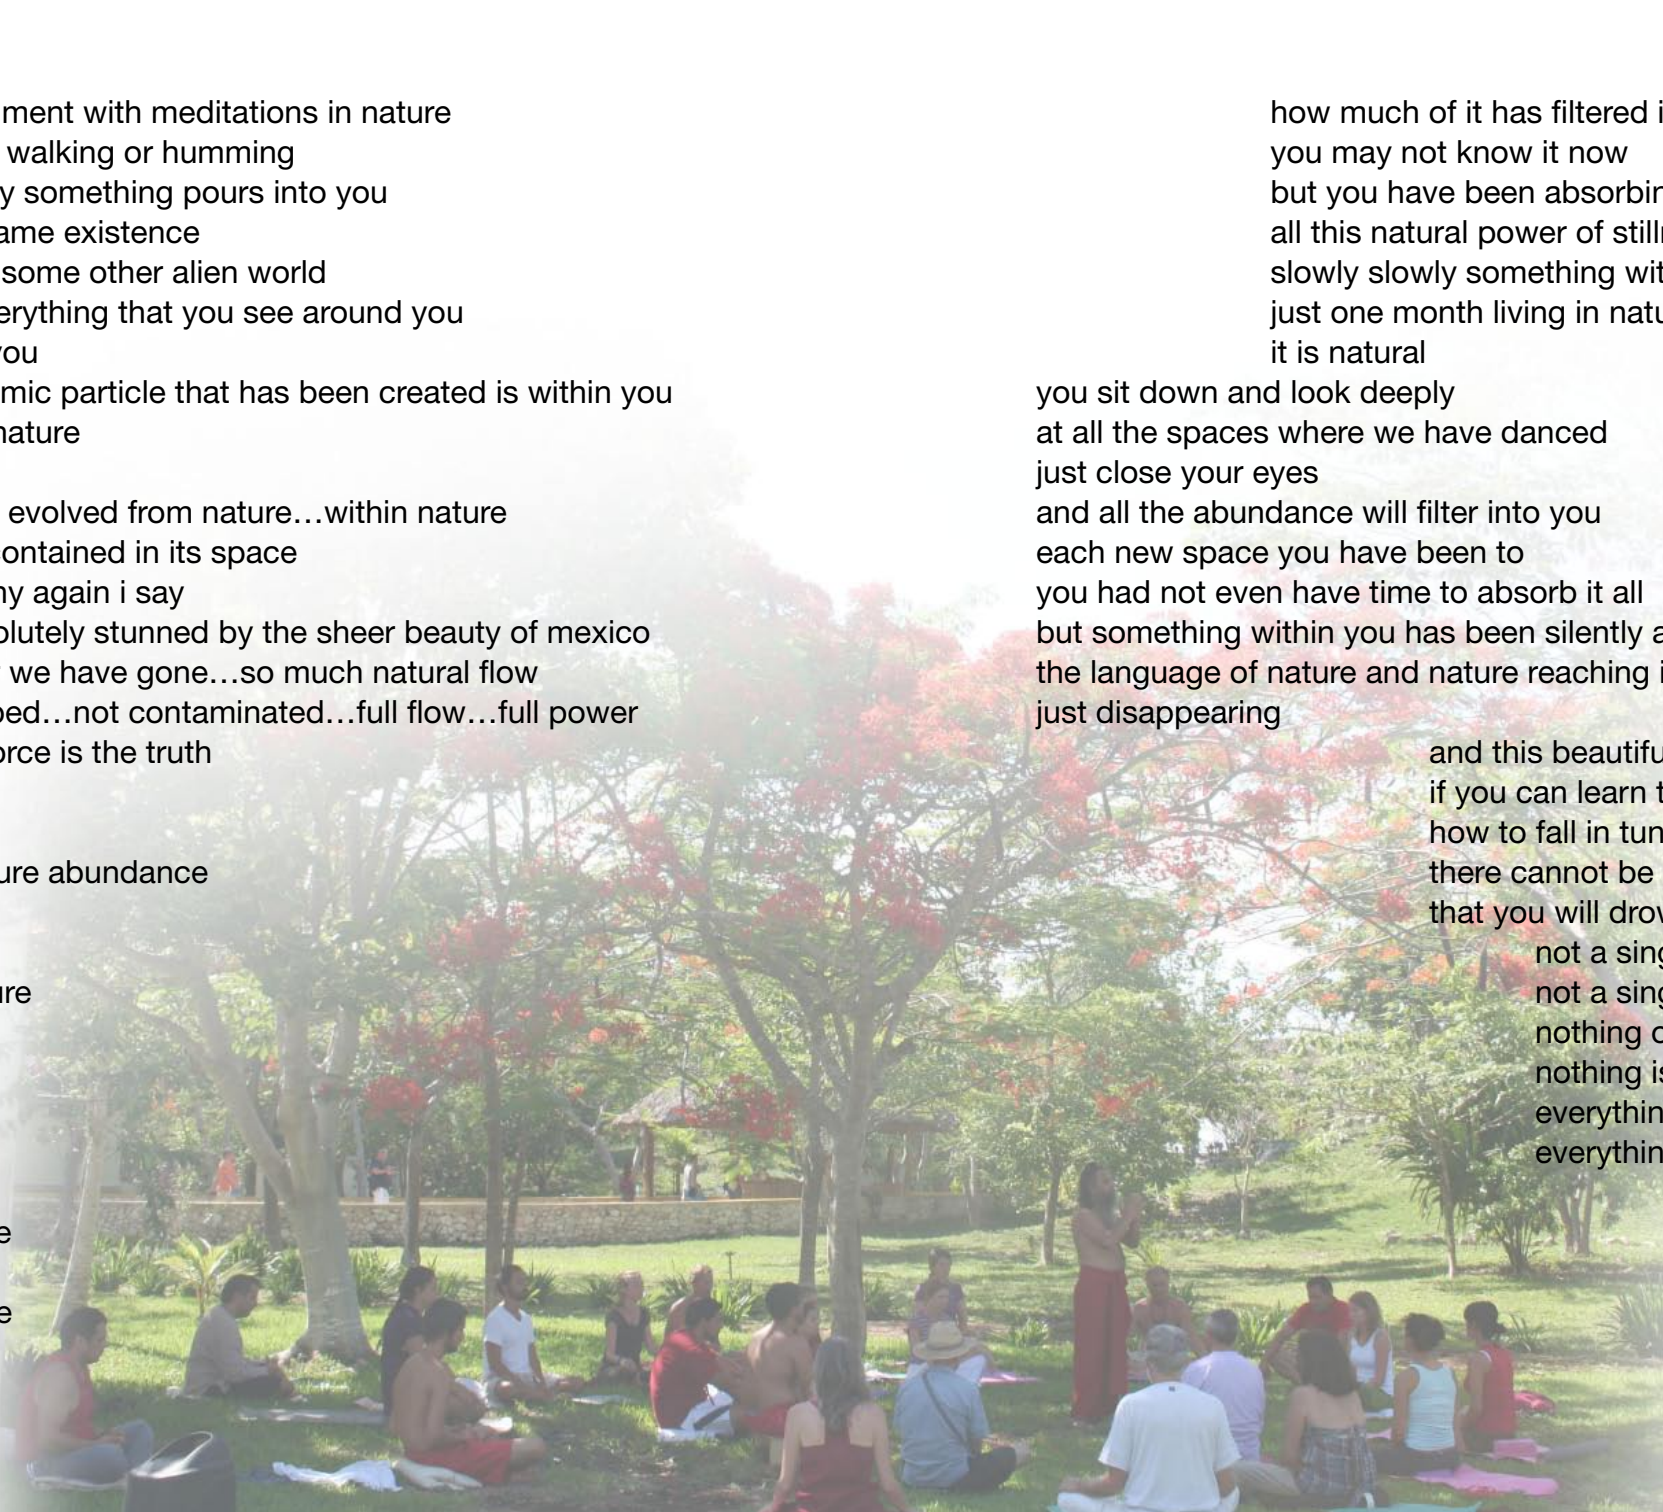 ment with meditations in nature
walking or humming
y something pours into you
ame existence
some other alien world
erything that you see around you
you
mic particle that has been created is within you
nature
evolved from nature...within nature
contained in its space
ny again i say
olutely stunned by the sheer beauty of mexico
we have gone...so much natural flow
ped...not contaminated...full flow...full power
orce is the truth
ure abundance
ure
e
e
how much of it has filtered i
you may not know it now
but you have been absorbin
all this natural power of still
slowly slowly something wit
just one month living in natu
it is natural
you sit down and look deeply
at all the spaces where we have danced
just close your eyes
and all the abundance will filter into you
each new space you have been to
you had not even have time to absorb it all
but something within you has been silently a
the language of nature and nature reaching i
just disappearing
and this beautifu
if you can learn t
how to fall in tun
there cannot be
that you will drow
not a sing
not a sing
nothing o
nothing is
everythin
everythin